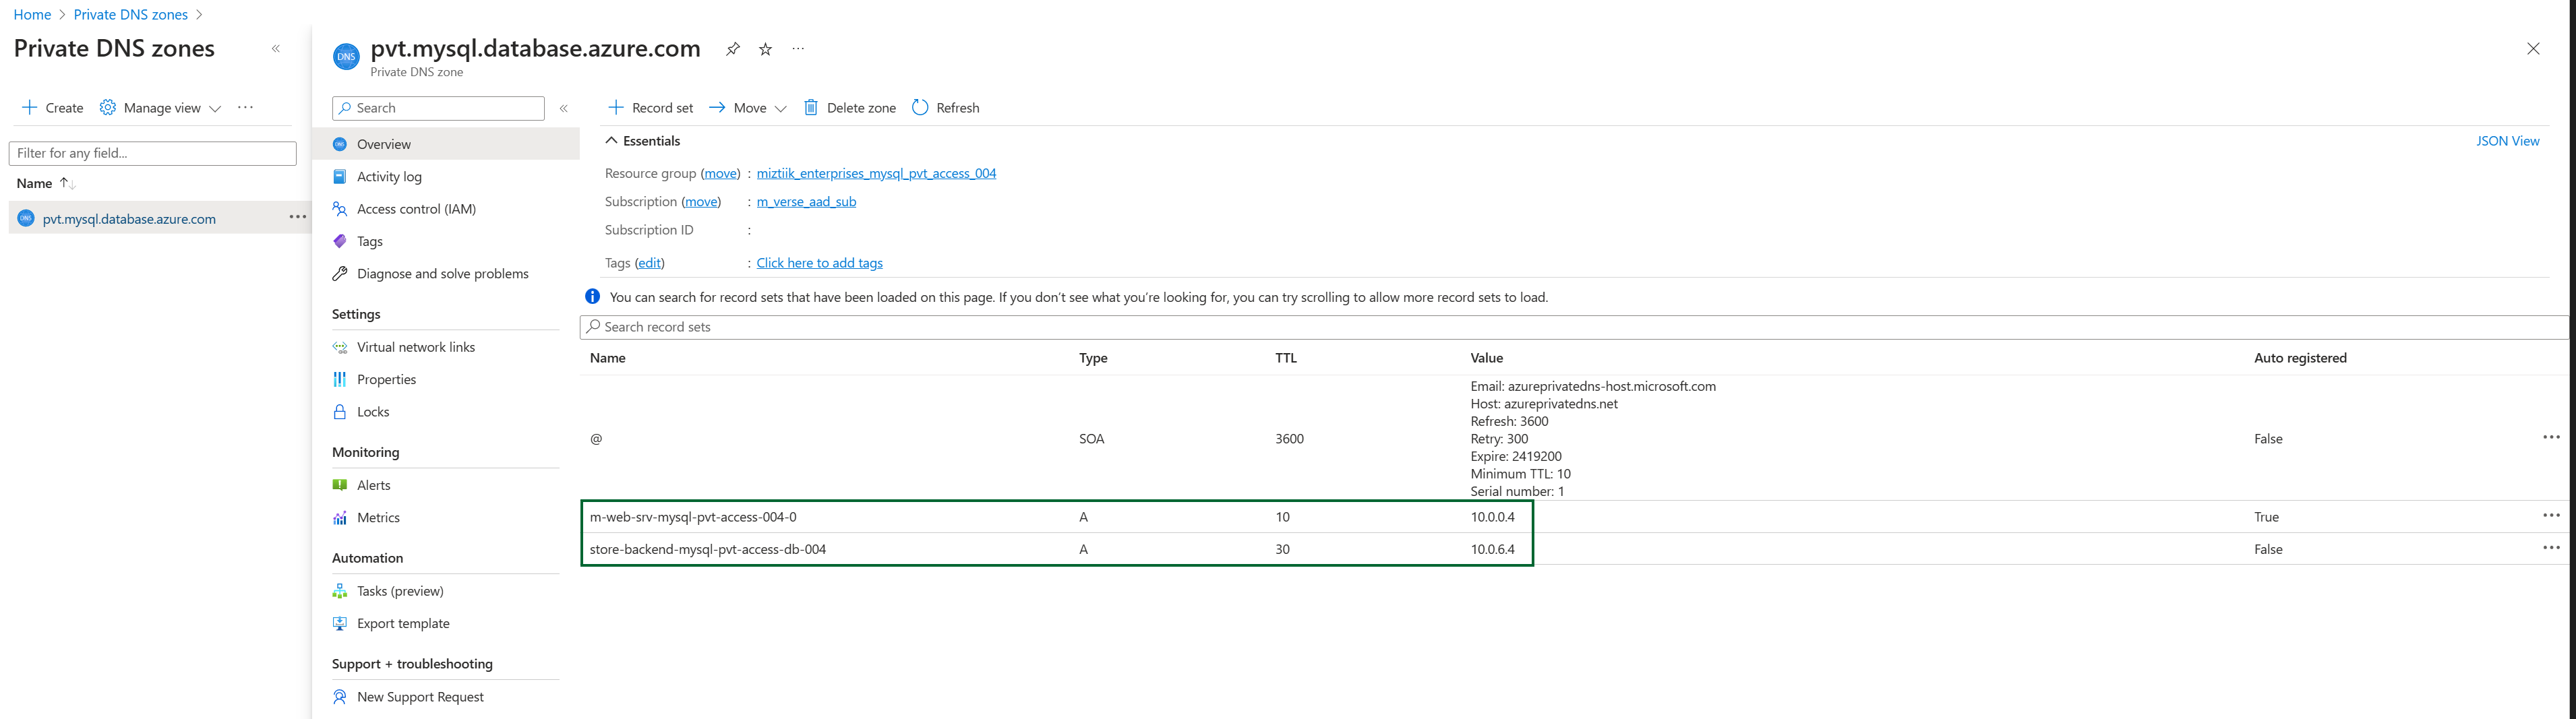 Home > Private DNS zones >
Private DNS zones «
+ Create Manage view ···
Filter for any field...
Name ↑↓
DNS pvt.mysql.database.azure.com ···
DNS pvt.mysql.database.azure.com ···
Private DNS zone
Search «
Overview
Activity log
Access control (IAM)
Tags
Diagnose and solve problems
Settings
Virtual network links
Properties
Locks
Monitoring
Alerts
Metrics
Automation
Tasks (preview)
Export template
Support + troubleshooting
New Support Request
+ Record set → Move Delete zone Refresh
Essentials JSON View
Resource group (move) : miztiik_enterprises_mysql_pvt_access_004
Subscription (move) : m_verse_aad_sub
Subscription ID :
Tags (edit) : Click here to add tags
You can search for record sets that have been loaded on this page. If you don't see what you're looking for, you can try scrolling to allow more record sets to load.
Search record sets
Name Type TTL Value Auto registered
Email: azureprivatedns-host.microsoft.com
Host: azureprivatedns.net
Refresh: 3600
@ SOA 3600 Retry: 300 False ···
Expire: 2419200
Minimum TTL: 10
Serial number: 1
m-web-srv-mysql-pvt-access-004-0 A 10 10.0.0.4 True ···
store-backend-mysql-pvt-access-db-004 A 30 10.0.6.4 False ···